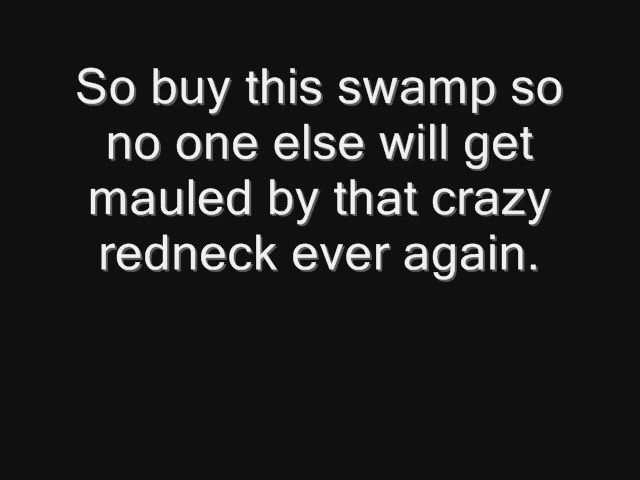 So buy this swamp so
no one else will get
mauled by that crazy
redneck ever again.